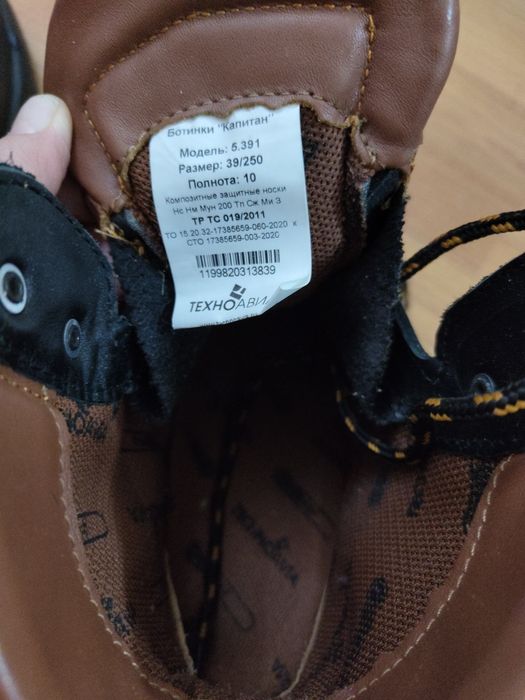 Ботинки "Капитан"
Модель: 5.391
Размер: 39/250
Полнота: 10
Композитные защитные носки
Нс Нм Мун 200 Тп Сж Ми З
ТР ТС 019/2011
ТО 15.20.32-17385659-060-2020 к
СТО 17385659-003-2020
1199820313839
ТЕХНОАВИ